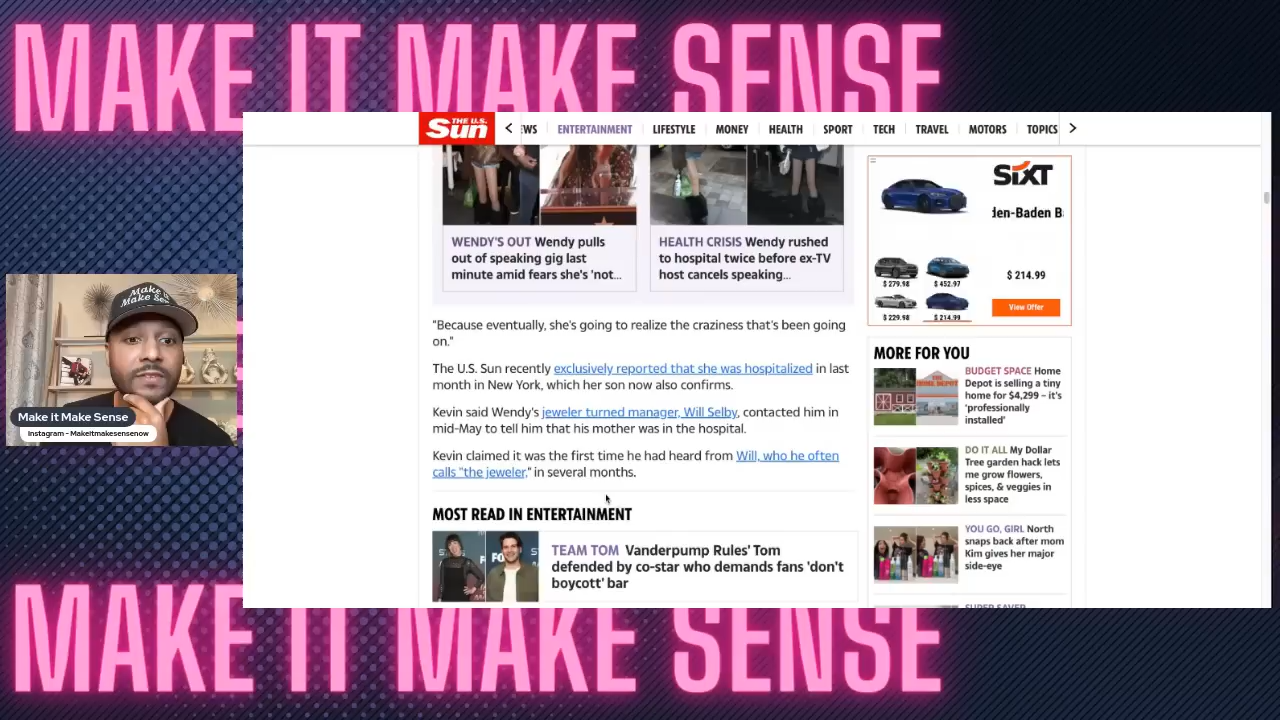 MAKE IT MAKE SENSE
THE U.S.
Sun
EWS
ENTERTAINMENT
LIFESTYLE
MONEY
HEALTH
SPORT
TECH
TRAVEL
MOTORS
TOPICS
WENDY'S OUT Wendy pulls
out of speaking gig last
minute amid fears she's 'not...
HEALTH CRISIS Wendy rushed
to hospital twice before ex-TV
host cancels speaking...
SIXT
den-Baden B
$ 279.98
$ 452.97
$ 214.99
$ 229.98
$ 214.99
View Offer
"Because eventually, she's going to realize the craziness that's been going
on."
The U.S. Sun recently exclusively reported that she was hospitalized in last
month in New York, which her son now also confirms.
Kevin said Wendy's jeweler turned manager, Will Selby, contacted him in
mid-May to tell him that his mother was in the hospital.
Kevin claimed it was the first time he had heard from Will, who he often
calls "the jeweler," in several months.
MOST READ IN ENTERTAINMENT
TEAM TOM Vanderpump Rules' Tom
defended by co-star who demands fans 'don't
boycott' bar
MORE FOR YOU
BUDGET SPACE Home
Depot is selling a tiny
home for $4,299 – it's
'professionally
installed'
DO IT ALL My Dollar
Tree garden hack lets
me grow flowers,
spices, & veggies in
less space
YOU GO, GIRL North
snaps back after mom
Kim gives her major
side-eye
SUPER SAVER
Make it
Make Sense
Make it Make Sense
Instagram - Makeitmakesensenow
MAKE IT MAKE SENSE